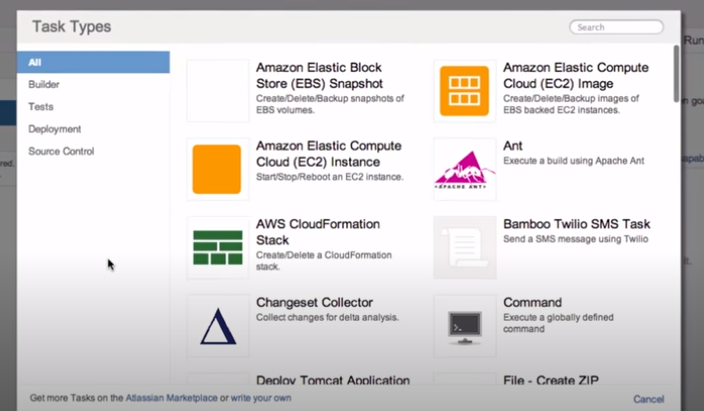 Task Types
Search
Run
All
Builder
Tests
Deployment
Source Control
Amazon Elastic Block
Store (EBS) Snapshot
Create/Delete/Backup snapshots of
EBS volumes.
Amazon Elastic Compute
Cloud (EC2) Image
Create/Delete/Backup images of
EBS backed EC2 instances.
Amazon Elastic Compute
Cloud (EC2) Instance
Start/Stop/Reboot an EC2 instance.
APACHE ANT
Ant
Execute a build using Apache Ant
AWS CloudFormation
Stack
Create/Delete a CloudFormation
stack.
Bamboo Twilio SMS Task
Send a SMS message using Twilio
Changeset Collector
Collect changes for delta analysis.
Command
Execute a globally defined
command
Deploy Tomcat Application
File - Create ZIP
Get more Tasks on the Atlassian Marketplace or write your own
Cancel